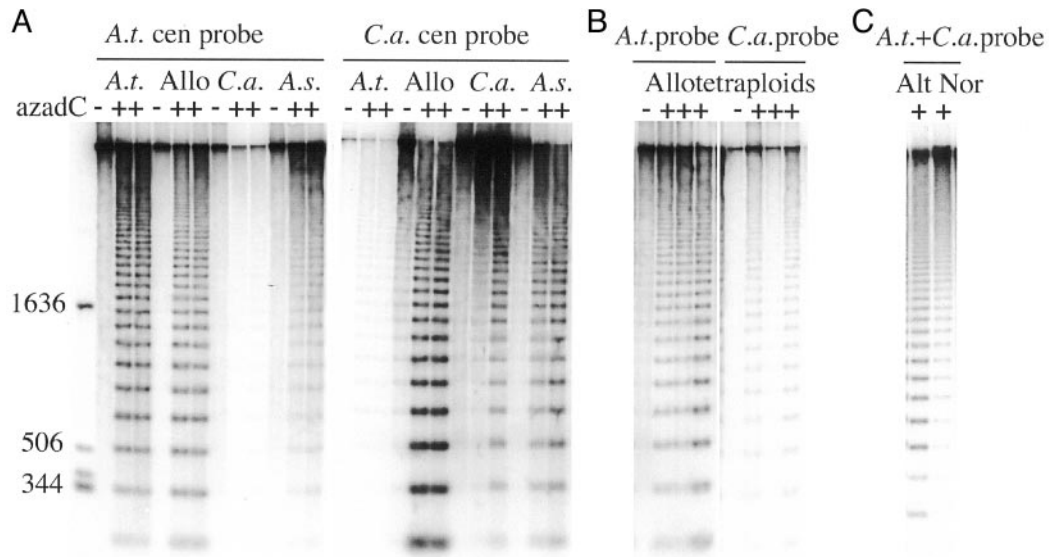 A B C
A.t. cen probe C.a. cen probe A.t.probe C.a.probe A.t.+C.a.probe
A.t. Allo C.a. A.s. A.t. Allo C.a. A.s. Allotetraploids Alt Nor
azadC - ++ - ++ - ++ - ++ - ++ - ++ - ++ - ++ - +++ - +++ + +
1636
506
344